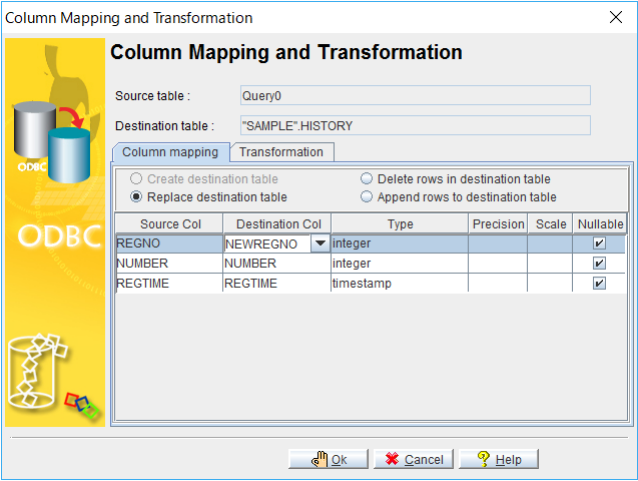 Column Mapping and Transformation
Column Mapping and Transformation
Source table : Query0
Destination table : "SAMPLE".HISTORY
Column mapping Transformation
Create destination table Delete rows in destination table
Replace destination table Append rows to destination table
Source Col Destination Col Type Precision Scale Nullable
REGNO NEWREGNO integer
NUMBER NUMBER integer
REGTIME REGTIME timestamp
ODBC
ODBC
ODBC
Ok Cancel Help